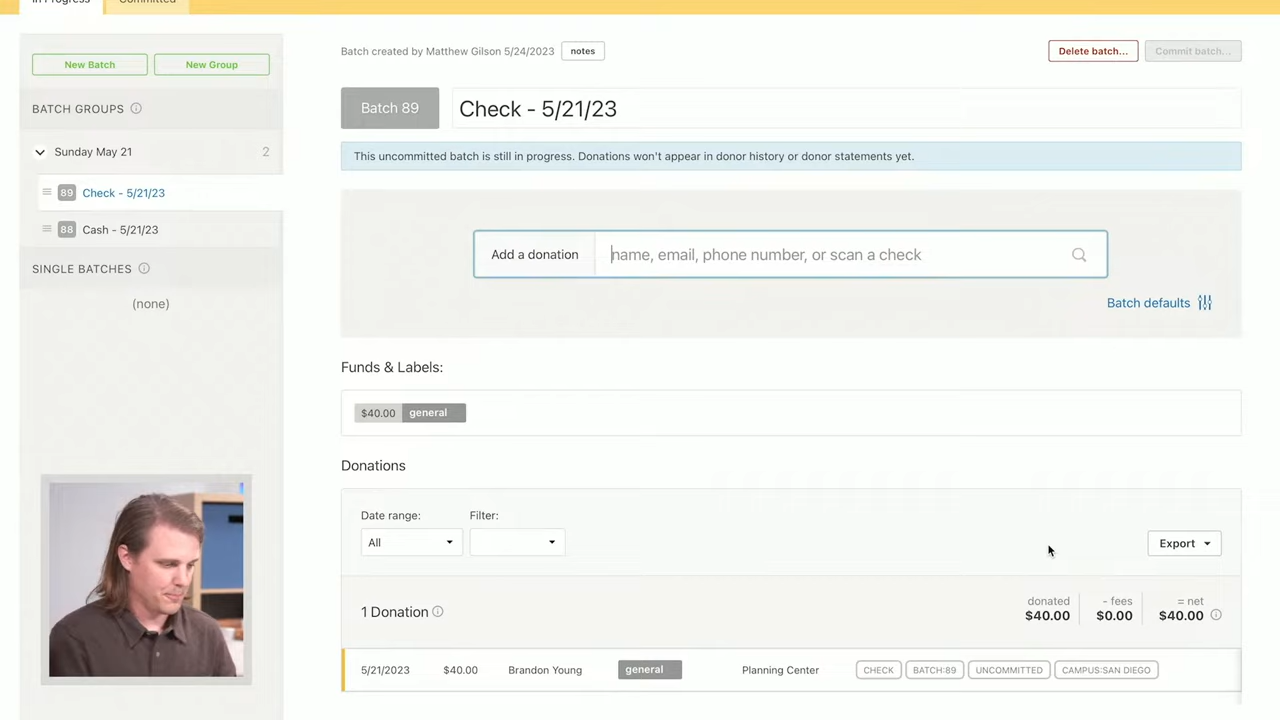 In Progress
Committed
New Batch
New Group
BATCH GROUPS
Sunday May 21
2
89
Check - 5/21/23
88
Cash - 5/21/23
SINGLE BATCHES
(none)
Batch created by Matthew Gilson 5/24/2023
notes
Delete batch...
Commit batch...
Batch 89
Check - 5/21/23
This uncommitted batch is still in progress. Donations won't appear in donor history or donor statements yet.
Add a donation
name, email, phone number, or scan a check
Batch defaults
Funds & Labels:
$40.00 general
Donations
Date range:
Filter:
All
Export
1 Donation
donated
$40.00
- fees
$0.00
= net
$40.00
5/21/2023 $40.00 Brandon Young general Planning Center CHECK BATCH:89 UNCOMMITTED CAMPUS:SAN DIEGO